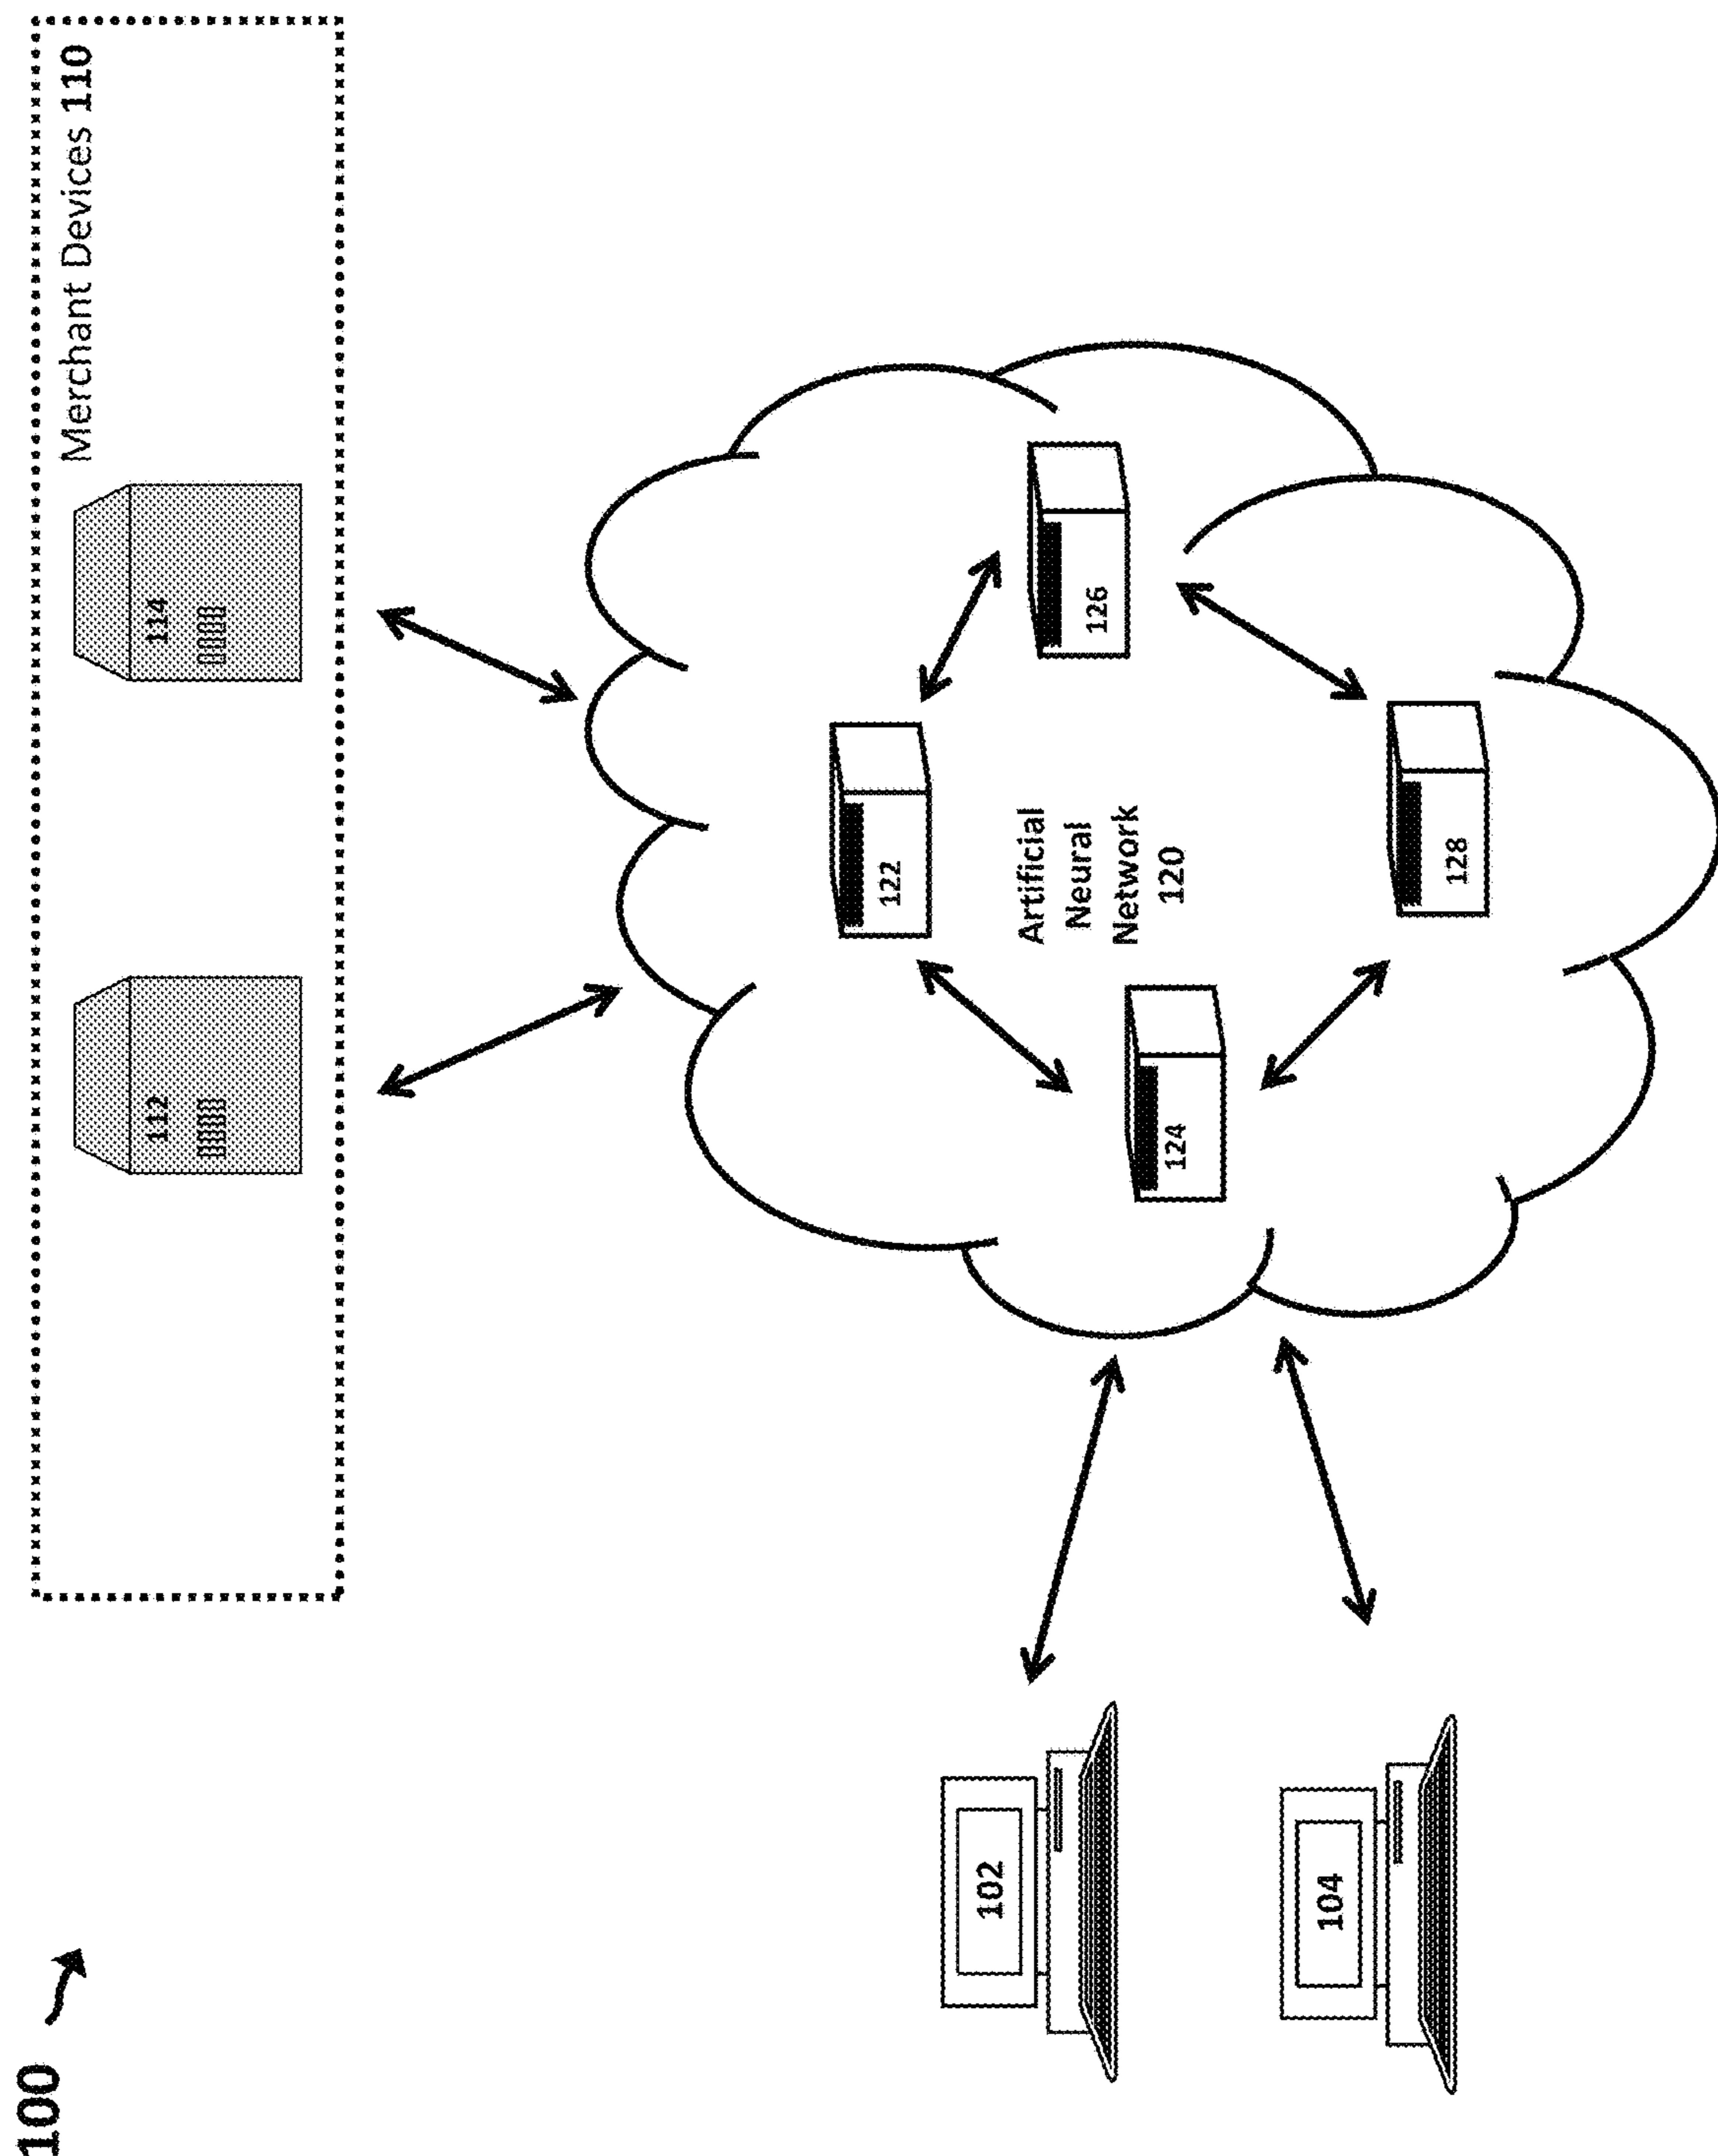 100
Merchant Devices 110
112
114
122
124
126
128
Artificial
Neural
Network
120
102
104